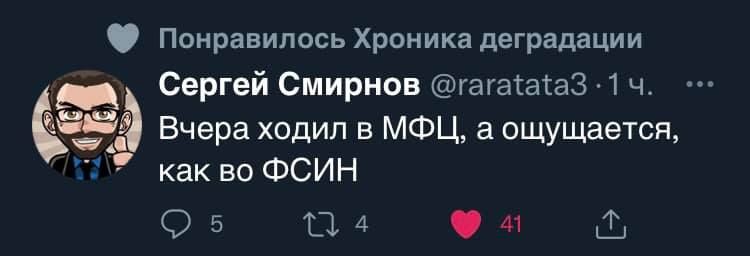 Понравилось Хроника деградации
Сергей Смирнов @raratata3 · 1 ч.
Вчера ходил в МФЦ, а ощущается,
как во ФСИН
5 4 41